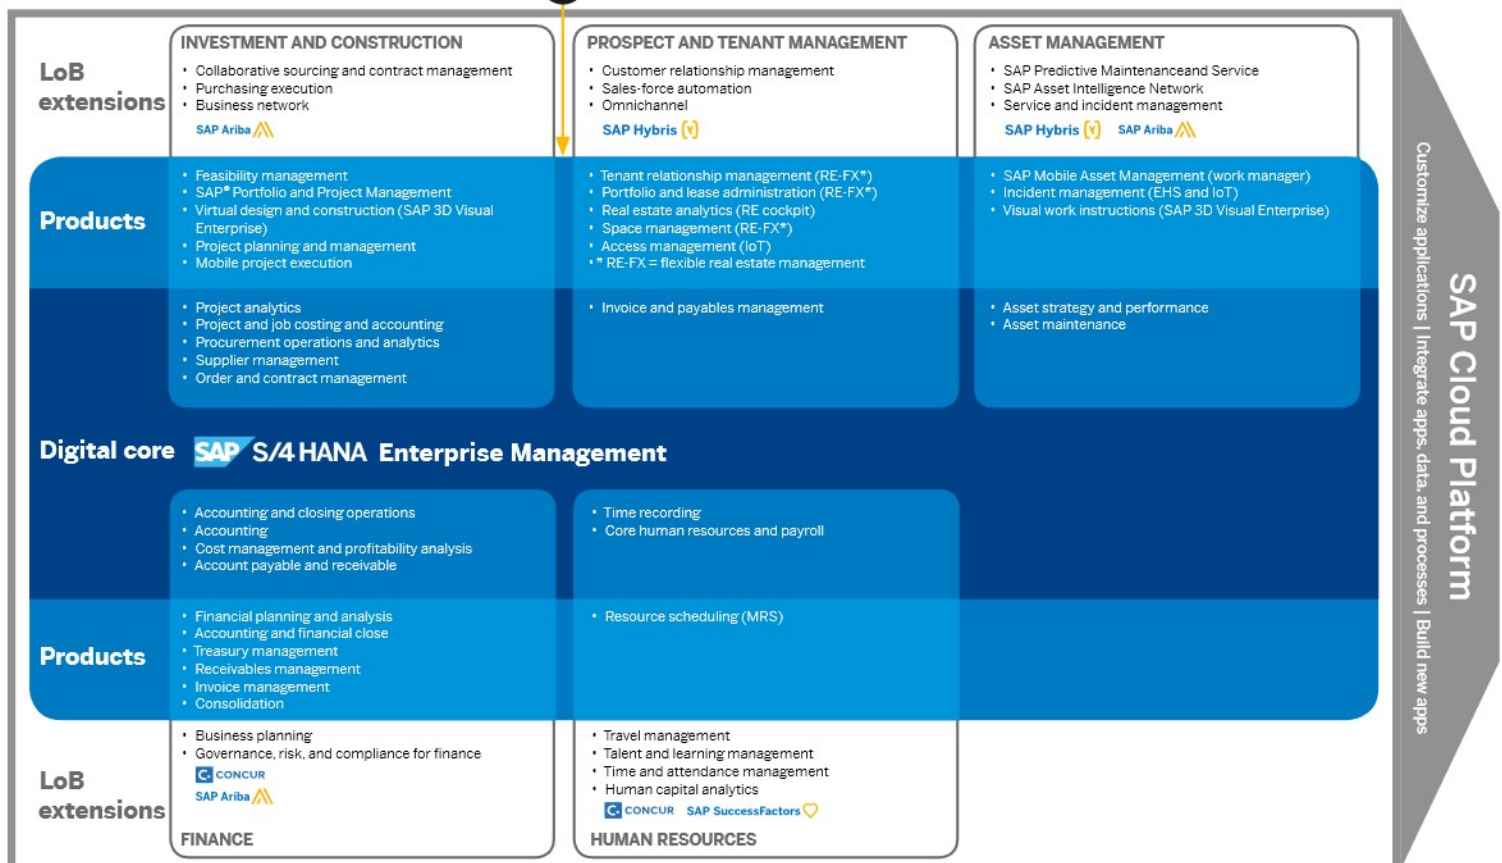 LoB
extensions
INVESTMENT AND CONSTRUCTION
• Collaborative sourcing and contract management
• Purchasing execution
• Business network
SAP Ariba
PROSPECT AND TENANT MANAGEMENT
• Customer relationship management
• Sales-force automation
• Omnichannel
SAP Hybris
ASSET MANAGEMENT
• SAP Predictive Maintenanceand Service
• SAP Asset Intelligence Network
• Service and incident management
SAP Hybris SAP Ariba
Products
• Feasibility management
• SAP® Portfolio and Project Management
• Virtual design and construction (SAP 3D Visual
Enterprise)
• Project planning and management
• Mobile project execution
• Tenant relationship management (RE-FX*)
• Portfolio and lease administration (RE-FX*)
• Real estate analytics (RE cockpit)
• Space management (RE-FX*)
• Access management (IoT)
• * RE-FX = flexible real estate management
• SAP Mobile Asset Management (work manager)
• Incident management (EHS and IoT)
• Visual work instructions (SAP 3D Visual Enterprise)
• Project analytics
• Project and job costing and accounting
• Procurement operations and analytics
• Supplier management
• Order and contract management
• Invoice and payables management
• Asset strategy and performance
• Asset maintenance
Digital core SAP S/4HANA Enterprise Management
• Accounting and closing operations
• Accounting
• Cost management and profitability analysis
• Account payable and receivable
• Time recording
• Core human resources and payroll
Products
• Financial planning and analysis
• Accounting and financial close
• Treasury management
• Receivables management
• Invoice management
• Consolidation
• Resource scheduling (MRS)
LoB
extensions
• Business planning
• Governance, risk, and compliance for finance
C. CONCUR
SAP Ariba
FINANCE
• Travel management
• Talent and learning management
• Time and attendance management
• Human capital analytics
C. CONCUR SAP SuccessFactors
HUMAN RESOURCES
SAP Cloud Platform
Customize applications | Integrate apps, data, and processes | Build new apps